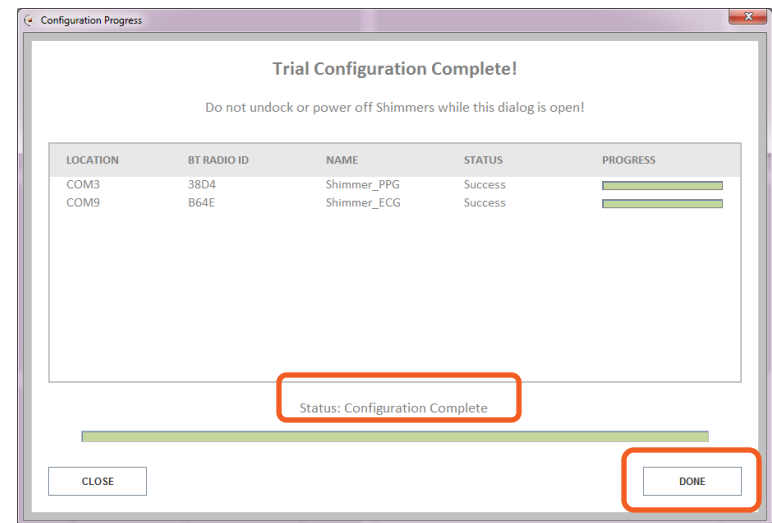 Configuration Progress
Trial Configuration Complete!
Do not undock or power off Shimmers while this dialog is open!
LOCATION BT RADIO ID NAME STATUS PROGRESS
COM3 38D4 Shimmer_PPG Success
COM9 B64E Shimmer_ECG Success
Status: Configuration Complete
CLOSE DONE